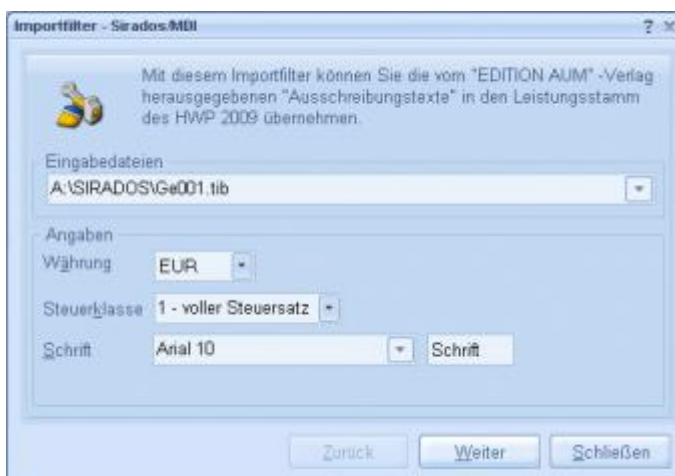 Importfilter - Sirados/MDI
Mit diesem Importfilter können Sie die vom "EDITION AUM" -Verlag
herausgegebenen "Ausschreibungstexte" in den Leistungsstamm
des HWP 2009 übernehmen.
Eingabedateien
A:\SIRADOS\Ge001.tib
Angaben
Währung EUR
Steuerklasse 1 - voller Steuersatz
Schrift Arial 10 Schrift
Zurück Weiter Schließen